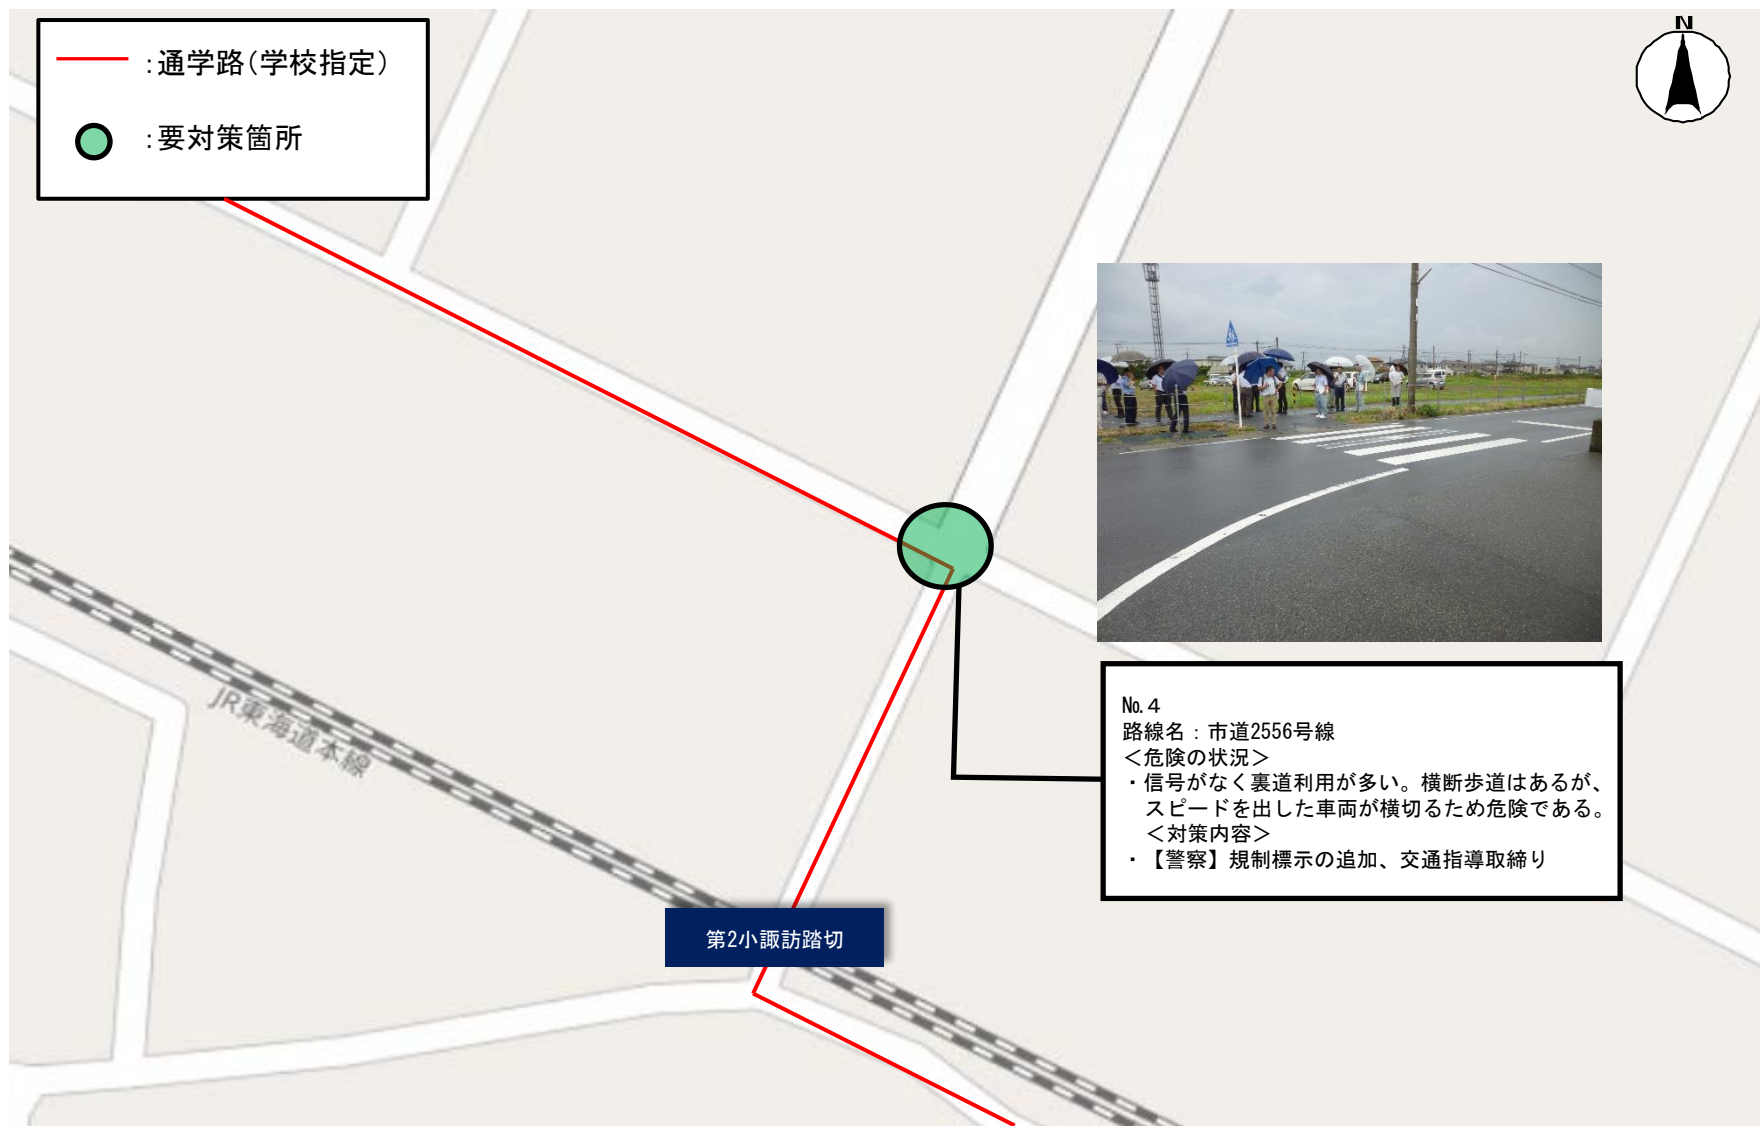 :通学路(学校指定)
:要対策箇所
N
No.4
路線名：市道2556号線
＜危険の状況＞
・信号がなく裏道利用が多い。横断歩道はあるが、
スピードを出した車両が横切るため危険である。
＜対策内容＞
・【警察】規制標示の追加、交通指導取締り
JR東海道本線
第2小諏訪踏切